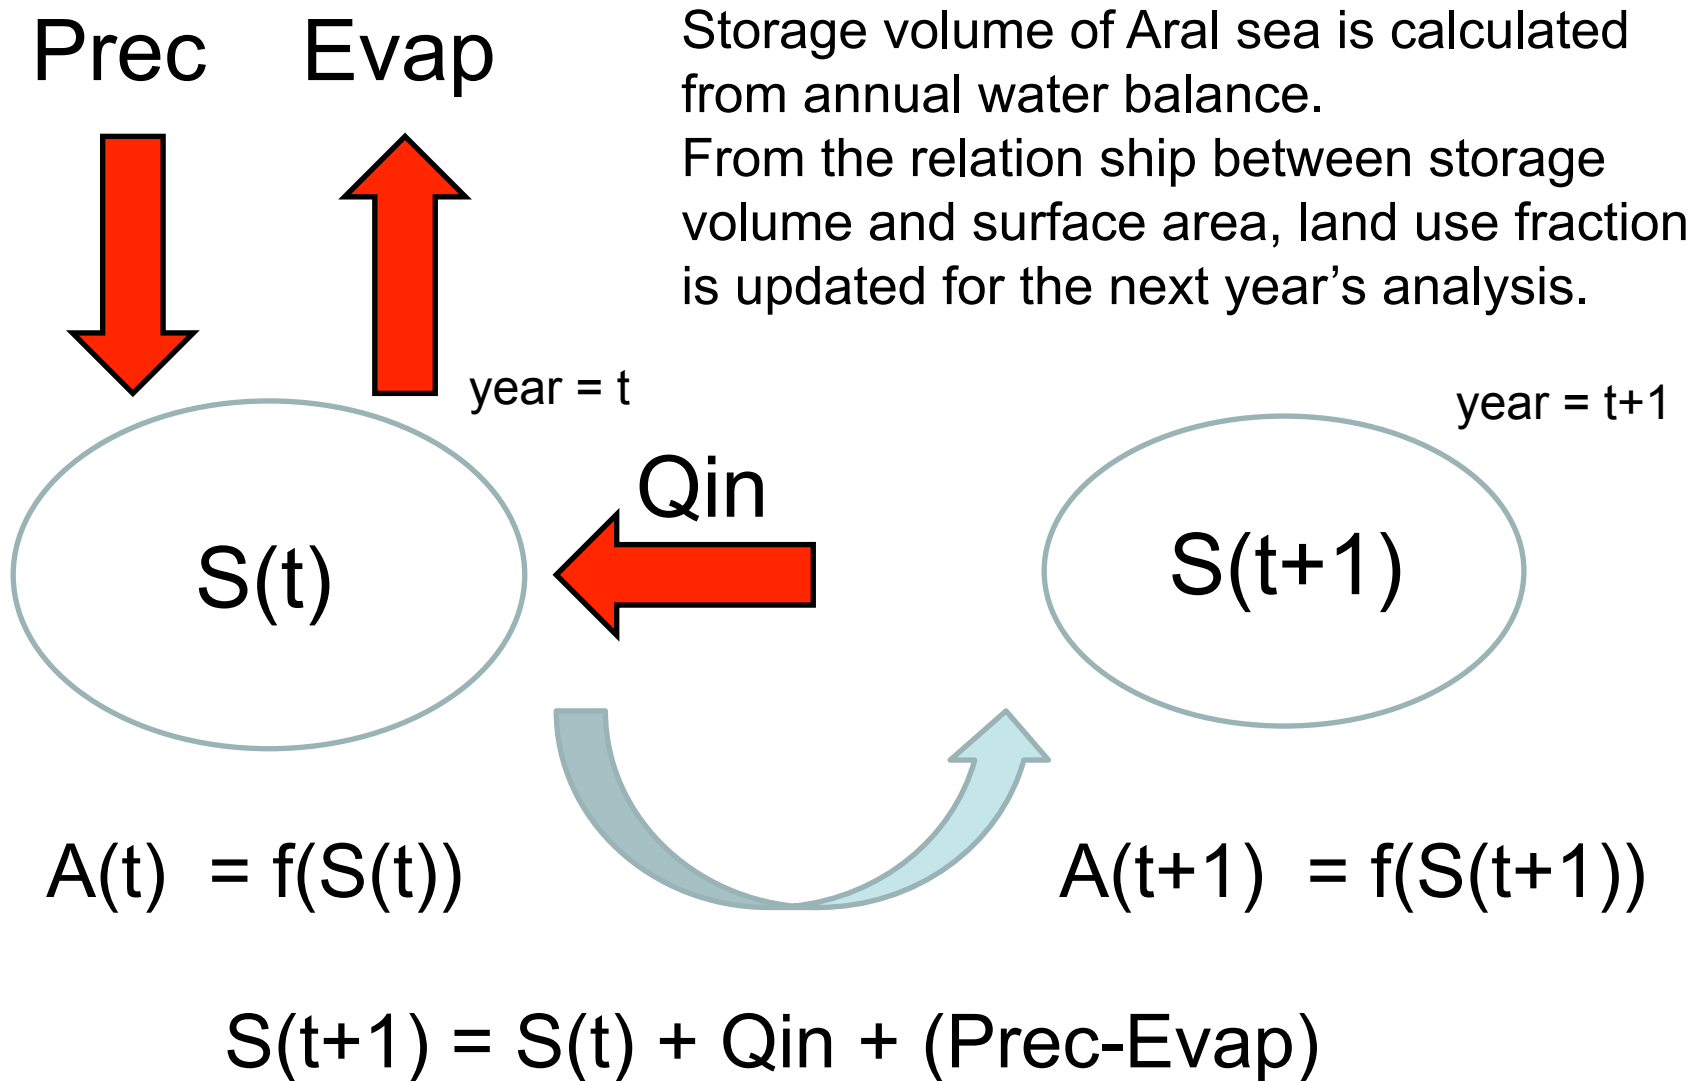 Prec Evap
Storage volume of Aral sea is calculated
from annual water balance.
From the relation ship between storage
volume and surface area, land use fraction
is updated for the next year’s analysis.
year = t
year = t+1
Qin
S(t)
S(t+1)
A(t) = f(S(t))
A(t+1) = f(S(t+1))
S(t+1) = S(t) + Qin + (Prec-Evap)